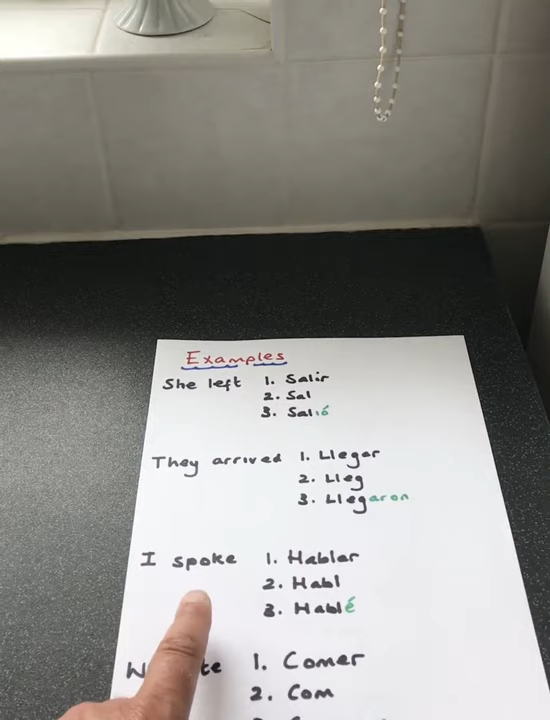 Examples
She left 1. Salir
2. Sal
3. Salió
They arrived 1. Llegar
2. Lleg
3. Llegaron
I spoke 1. Hablar
2. Habl
3. Hablé
1. Comer
2. Com